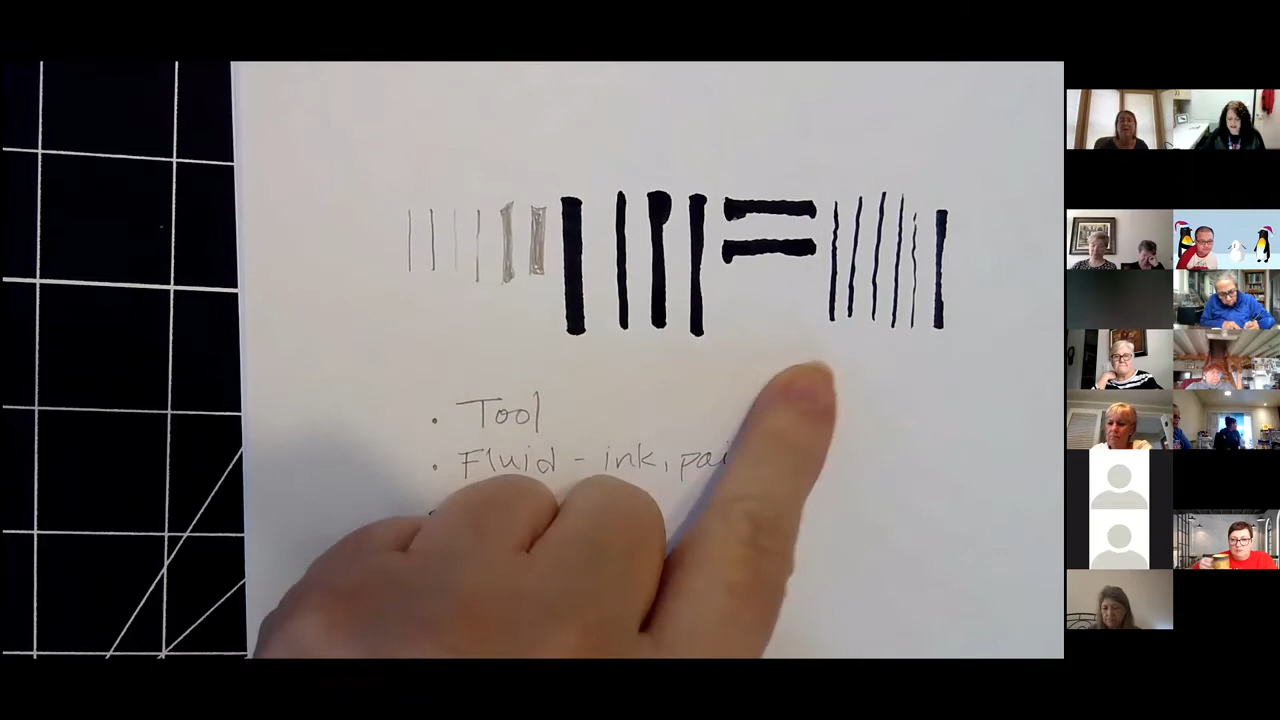 • Tool
• Fluid - ink,